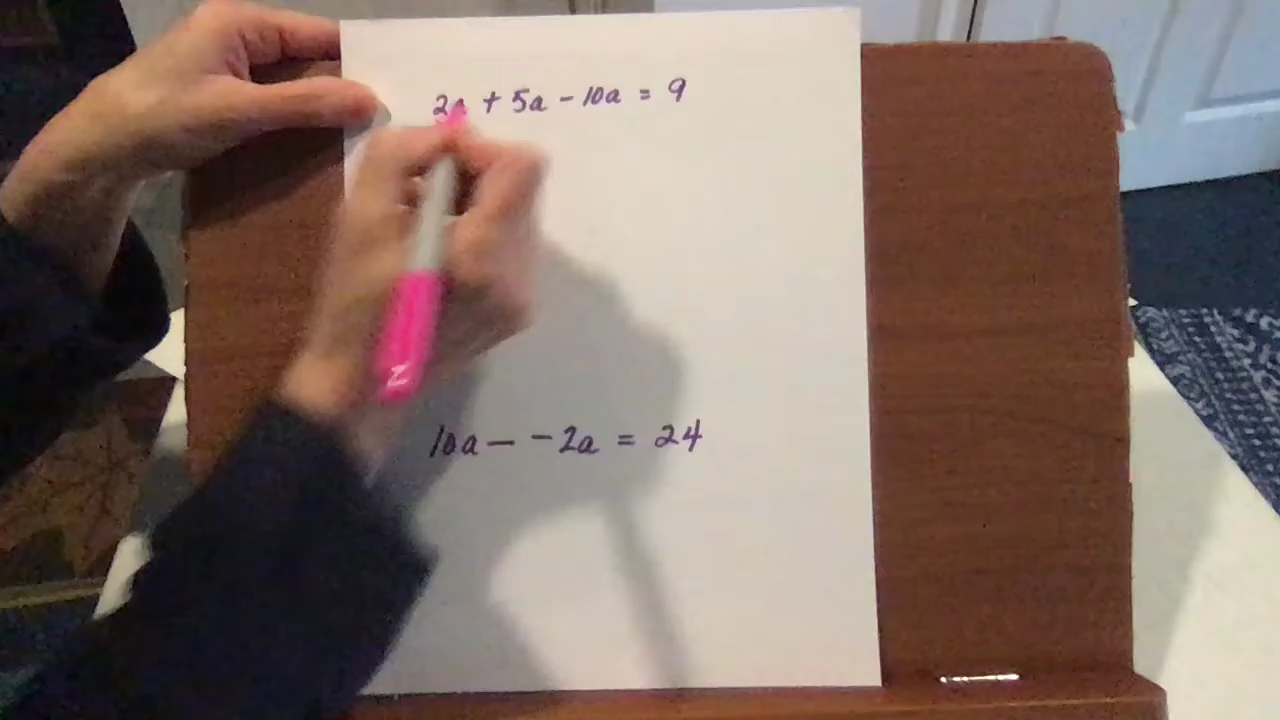 2a + 5a - 10a = 9
10a - -2a = 24